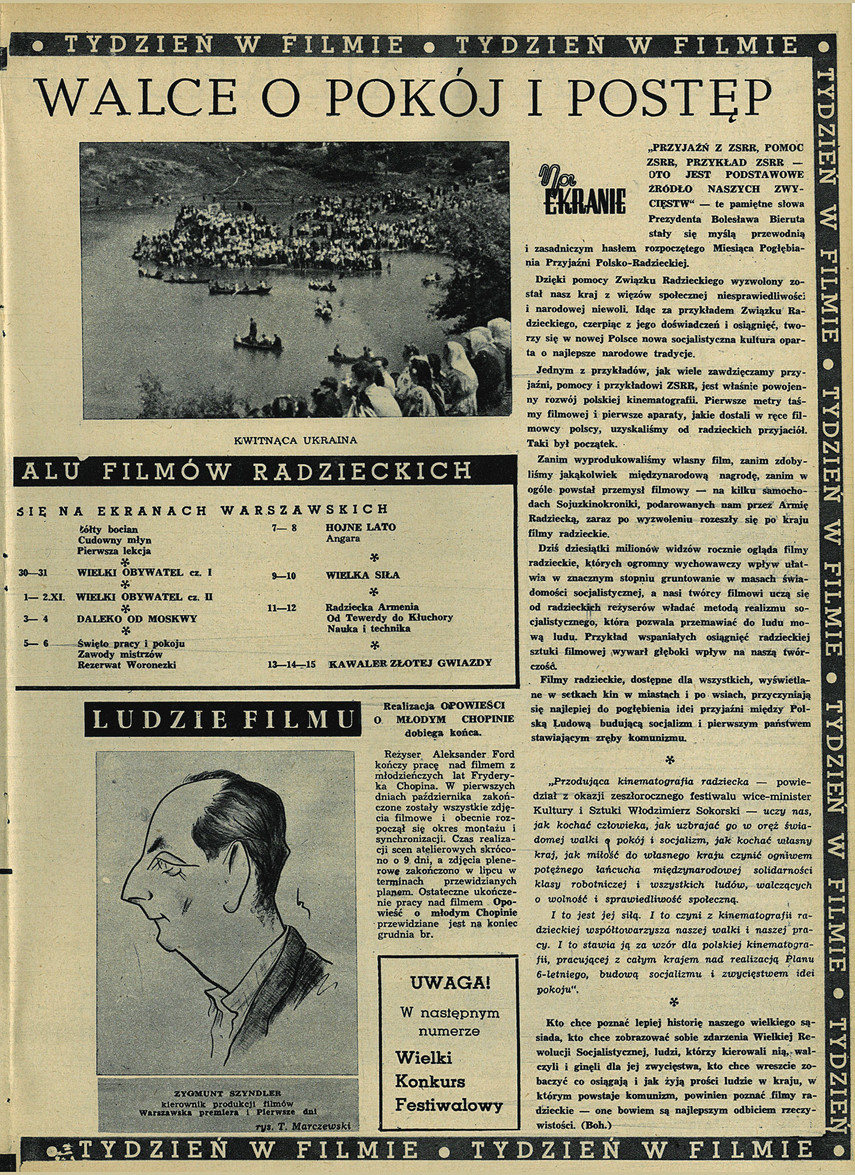 • TYDZIEŃ W FILMIE • TYDZIEŃ W FILMIE •
WALCE O POKÓJ I POSTĘP
KWITNĄCA UKRAINA
ALU FILMÓW RADZIECKICH
SIĘ NA EKRANACH WARSZAWSKICH
Żółty bocian
Cudowny młyn
Pierwsza lekcja
*
30—31 WIELKI OBYWATEL cz. I
*
1— 2.XI. WIELKI OBYWATEL cz. II
*
3— 4 DALEKO OD MOSKWY
*
5— 6 Święto pracy i pokoju
Zawody mistrzów
Rezerwat Woronezki
7— 8 HOJNE LATO
Angara
*
9—10 WIELKA SIŁA
*
11—12 Radziecka Armenia
Od Tewerdy do Kłuchory
Nauka i technika
*
13—14—15 KAWALER ZŁOTEJ GWIAZDY
LUDZIE FILMU
ZYGMUNT SZYNDLER
kierownik produkcji filmów
Warszawska premiera i Pierwsze dni
rys. T. Marczewski
Realizacja OPOWIEŚCI
O MŁODYM CHOPINIE
dobiega końca.
Reżyser Aleksander Ford
kończy pracę nad filmem z
młodzieńczych lat Frydery-
ka Chopina. W pierwszych
dniach października zakoń-
czone zostały wszystkie zdję-
cia filmowe i obecnie roz-
począł się okres montażu i
synchronizacji. Czas realiza-
cji scen atelierowych skróco-
no o 9 dni, a zdjęcia plene-
rowe zakończono w lipcu w
terminach przewidzianych
planem. Ostateczne ukończe-
nie pracy nad filmem Opo-
wieść o młodym Chopinie
przewidziane jest na koniec
grudnia br.
UWAGA!
W następnym
numerze
Wielki
Konkurs
Festiwalowy
Na
EKRANIE
„PRZYJAŹŃ Z ZSRR, POMOC
ZSRR, PRZYKŁAD ZSRR —
OTO JEST PODSTAWOWE
ŹRÓDŁO NASZYCH ZWY-
CIĘSTW“ — te pamiętne słowa
Prezydenta Bolesława Bieruta
stały się myślą przewodnią
i zasadniczym hasłem rozpoczętego Miesiąca Pogłębia-
nia Przyjaźni Polsko-Radzieckiej.
Dzięki pomocy Związku Radzieckiego wyzwolony zo-
stał nasz kraj z więzów społecznej niesprawiedliwości
i narodowej niewoli. Idąc za przykładem Związku Ra-
dzieckiego, czerpiąc z jego doświadczeń i osiągnięć, two-
rzy się w nowej Polsce nowa socjalistyczna kultura opar-
ta o najlepsze narodowe tradycje.
Jednym z przykładów, jak wiele zawdzięczamy przy-
jaźni, pomocy i przykładowi ZSRR, jest właśnie powojen-
ny rozwój polskiej kinematografii. Pierwsze metry taś-
my filmowej i pierwsze aparaty, jakie dostali w ręce fil-
mowcy polscy, uzyskaliśmy od radzieckich przyjaciół.
Taki był początek.
Zanim wyprodukowaliśmy własny film, zanim zdoby-
liśmy jakąkolwiek międzynarodową nagrodę, zanim w
ogóle powstał przemysł filmowy — na kilku samocho-
dach Sojuzkinokroniki, podarowanych nam przez Armię
Radziecką, zaraz po wyzwoleniu rozeszły się po kraju
filmy radzieckie.
Dziś dziesiątki milionów widzów rocznie ogląda filmy
radzieckie, których ogromny wychowawczy wpływ ułat-
wia w znacznym stopniu gruntowanie w masach świa-
domości socjalistycznej, a nasi twórcy filmowi uczą się
od radzieckich reżyserów władać metodą realizmu so-
cjalistycznego, która pozwala przemawiać do ludu mo-
wą ludu. Przykład wspaniałych osiągnięć radzieckiej
sztuki filmowej wywarł głęboki wpływ na naszą twór-
czość.
Filmy radzieckie, dostępne dla wszystkich, wyświetla-
ne w setkach kin w miastach i po wsiach, przyczyniają
się najlepiej do pogłębienia idei przyjaźni między Pol-
ską Ludową budującą socjalizm i pierwszym państwem
stawiającym zręby komunizmu.
*
„Przodująca kinematografia radziecka — powie-
dział z okazji zeszłorocznego festiwalu wice-minister
Kultury i Sztuki Włodzimierz Sokorski — uczy nas,
jak kochać człowieka, jak uzbrajać go w oręż świa-
domej walki o pokój i socjalizm, jak kochać własny
kraj, jak miłość do własnego kraju czynić ogniwem
potężnego łańcucha międzynarodowej solidarności
klasy robotniczej i wszystkich ludów, walczących
o wolność i sprawiedliwość społeczną.
I to jest jej siłą. I to czyni z kinematografii ra-
dzieckiej współtowarzysza naszej walki i naszej pra-
cy. I to stawia ją za wzór dla polskiej kinematogra-
fii, pracującej z całym krajem nad realizacją Planu
6-letniego, budową socjalizmu i zwycięstwem idei
pokoju“.
*
Kto chce poznać lepiej historię naszego wielkiego są-
siada, kto chce zobrazować sobie zdarzenia Wielkiej Re-
wolucji Socjalistycznej, ludzi, którzy kierowali nią, wal-
czyli i ginęli dla jej zwycięstwa, kto chce wreszcie zo-
baczyć co osiągają i jak żyją prości ludzie w kraju, w
którym powstaje komunizm, powinien poznać filmy ra-
dzieckie — one bowiem są najlepszym odbiciem rzeczy-
wistości. (Boh.)
TYDZIEŃ W FILMIE • TYDZIEŃ W FILMIE • TYDZIEŃ W FILMIE • TYDZIEŃ
• TYDZIEŃ W FILMIE • TYDZIEŃ W FILMIE •